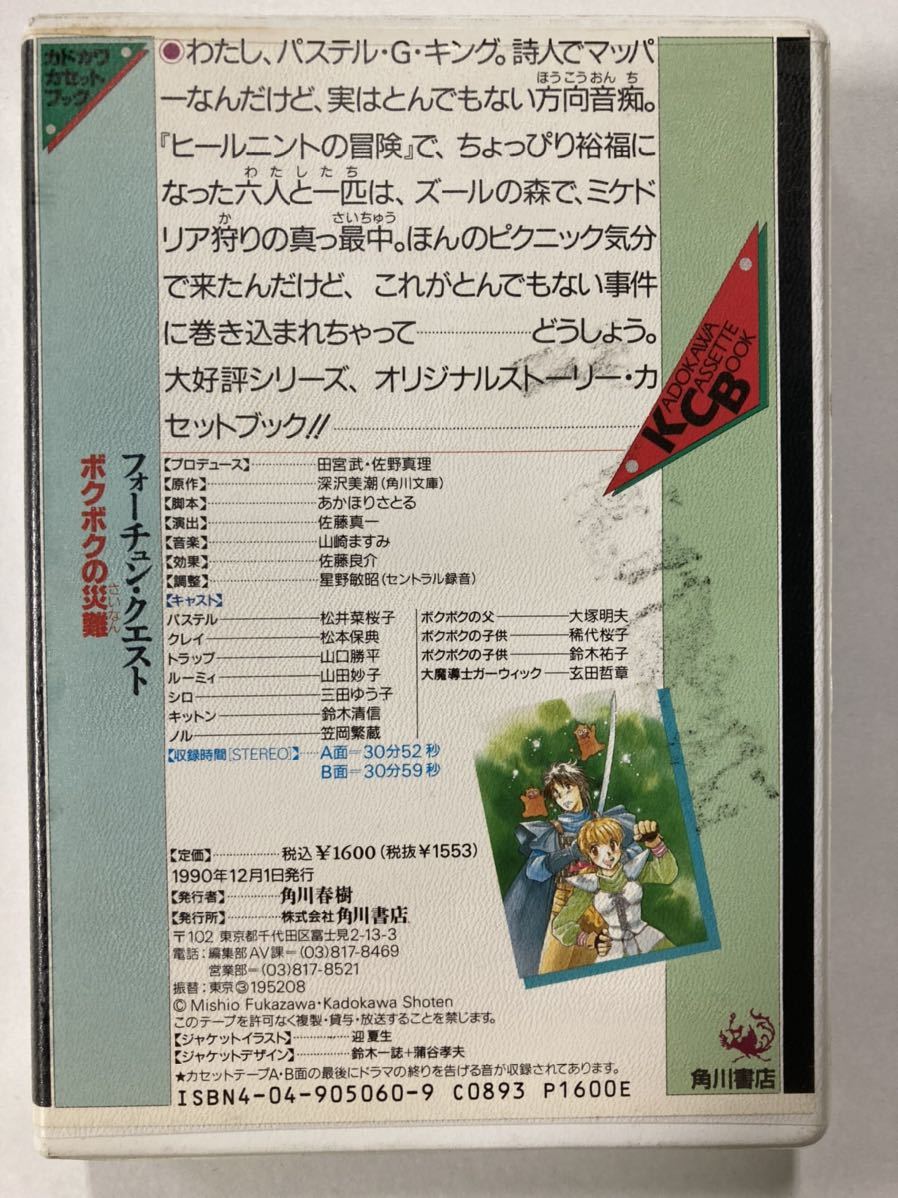 カドカワ
カセット
ブック
●わたし、パステル・G・キング。詩人でマッパ
ほうこうおんち
ーなんだけど、実はとんでもない方向音痴。
『ヒールニントの冒険』で、ちょっぴり裕福に
わたしたち
なった六人と一匹は、ズールの森で、ミケド
か さいちゅう
リア狩りの真っ最中。ほんのピクニック気分
で来たんだけど、これがとんでもない事件
に巻き込まれちゃって………どうしよう。
大好評シリーズ、オリジナルストーリー・カ
セットブック!!
KADOKAWA
CASSETTE
BOOK
フォーチュン・クエスト
ボクボクの災難
さいなん
【プロデュース】………田宮武・佐野真理
【原作】………深沢美潮(角川文庫)
【脚本】………あかほりさとる
【演出】………佐藤真一
【音楽】………山崎ますみ
【効果】………佐藤良介
【調整】………星野敏昭(セントラル録音)
【キャスト】
パステル――松井菜桜子
クレイ――松本保典
トラップ――山口勝平
ルーミィ――山田妙子
シロ――三田ゆう子
キットン――鈴木清信
ノル――笠岡繁蔵
ボクボクの父――大塚明夫
ボクボクの子供――稀代桜子
ボクボクの子供――鈴木祐子
大魔導士ガーウィック――玄田哲章
【収録時間[STEREO]】……A面=30分52秒
B面=30分59秒
【定価】………税込¥1600(税抜¥1553)
1990年12月1日発行
【発行者】………角川春樹
【発行所】………株式会社角川書店
〒102 東京都千代田区富士見2-13-3
電話:編集部AV課=(03)817-8469
営業部=(03)817-8521
振替:東京③195208
© Mishio Fukazawa・Kadokawa Shoten
このテープを許可なく複製・貸与・放送することを禁じます。
【ジャケットイラスト】………迎夏生
【ジャケットデザイン】………鈴木一誌+蒲谷孝夫
★カセットテープA・B面の最後にドラマの終りを告げる音が収録されてあります。
ISBN4-04-905060-9 C0893 P1600E
角川書店